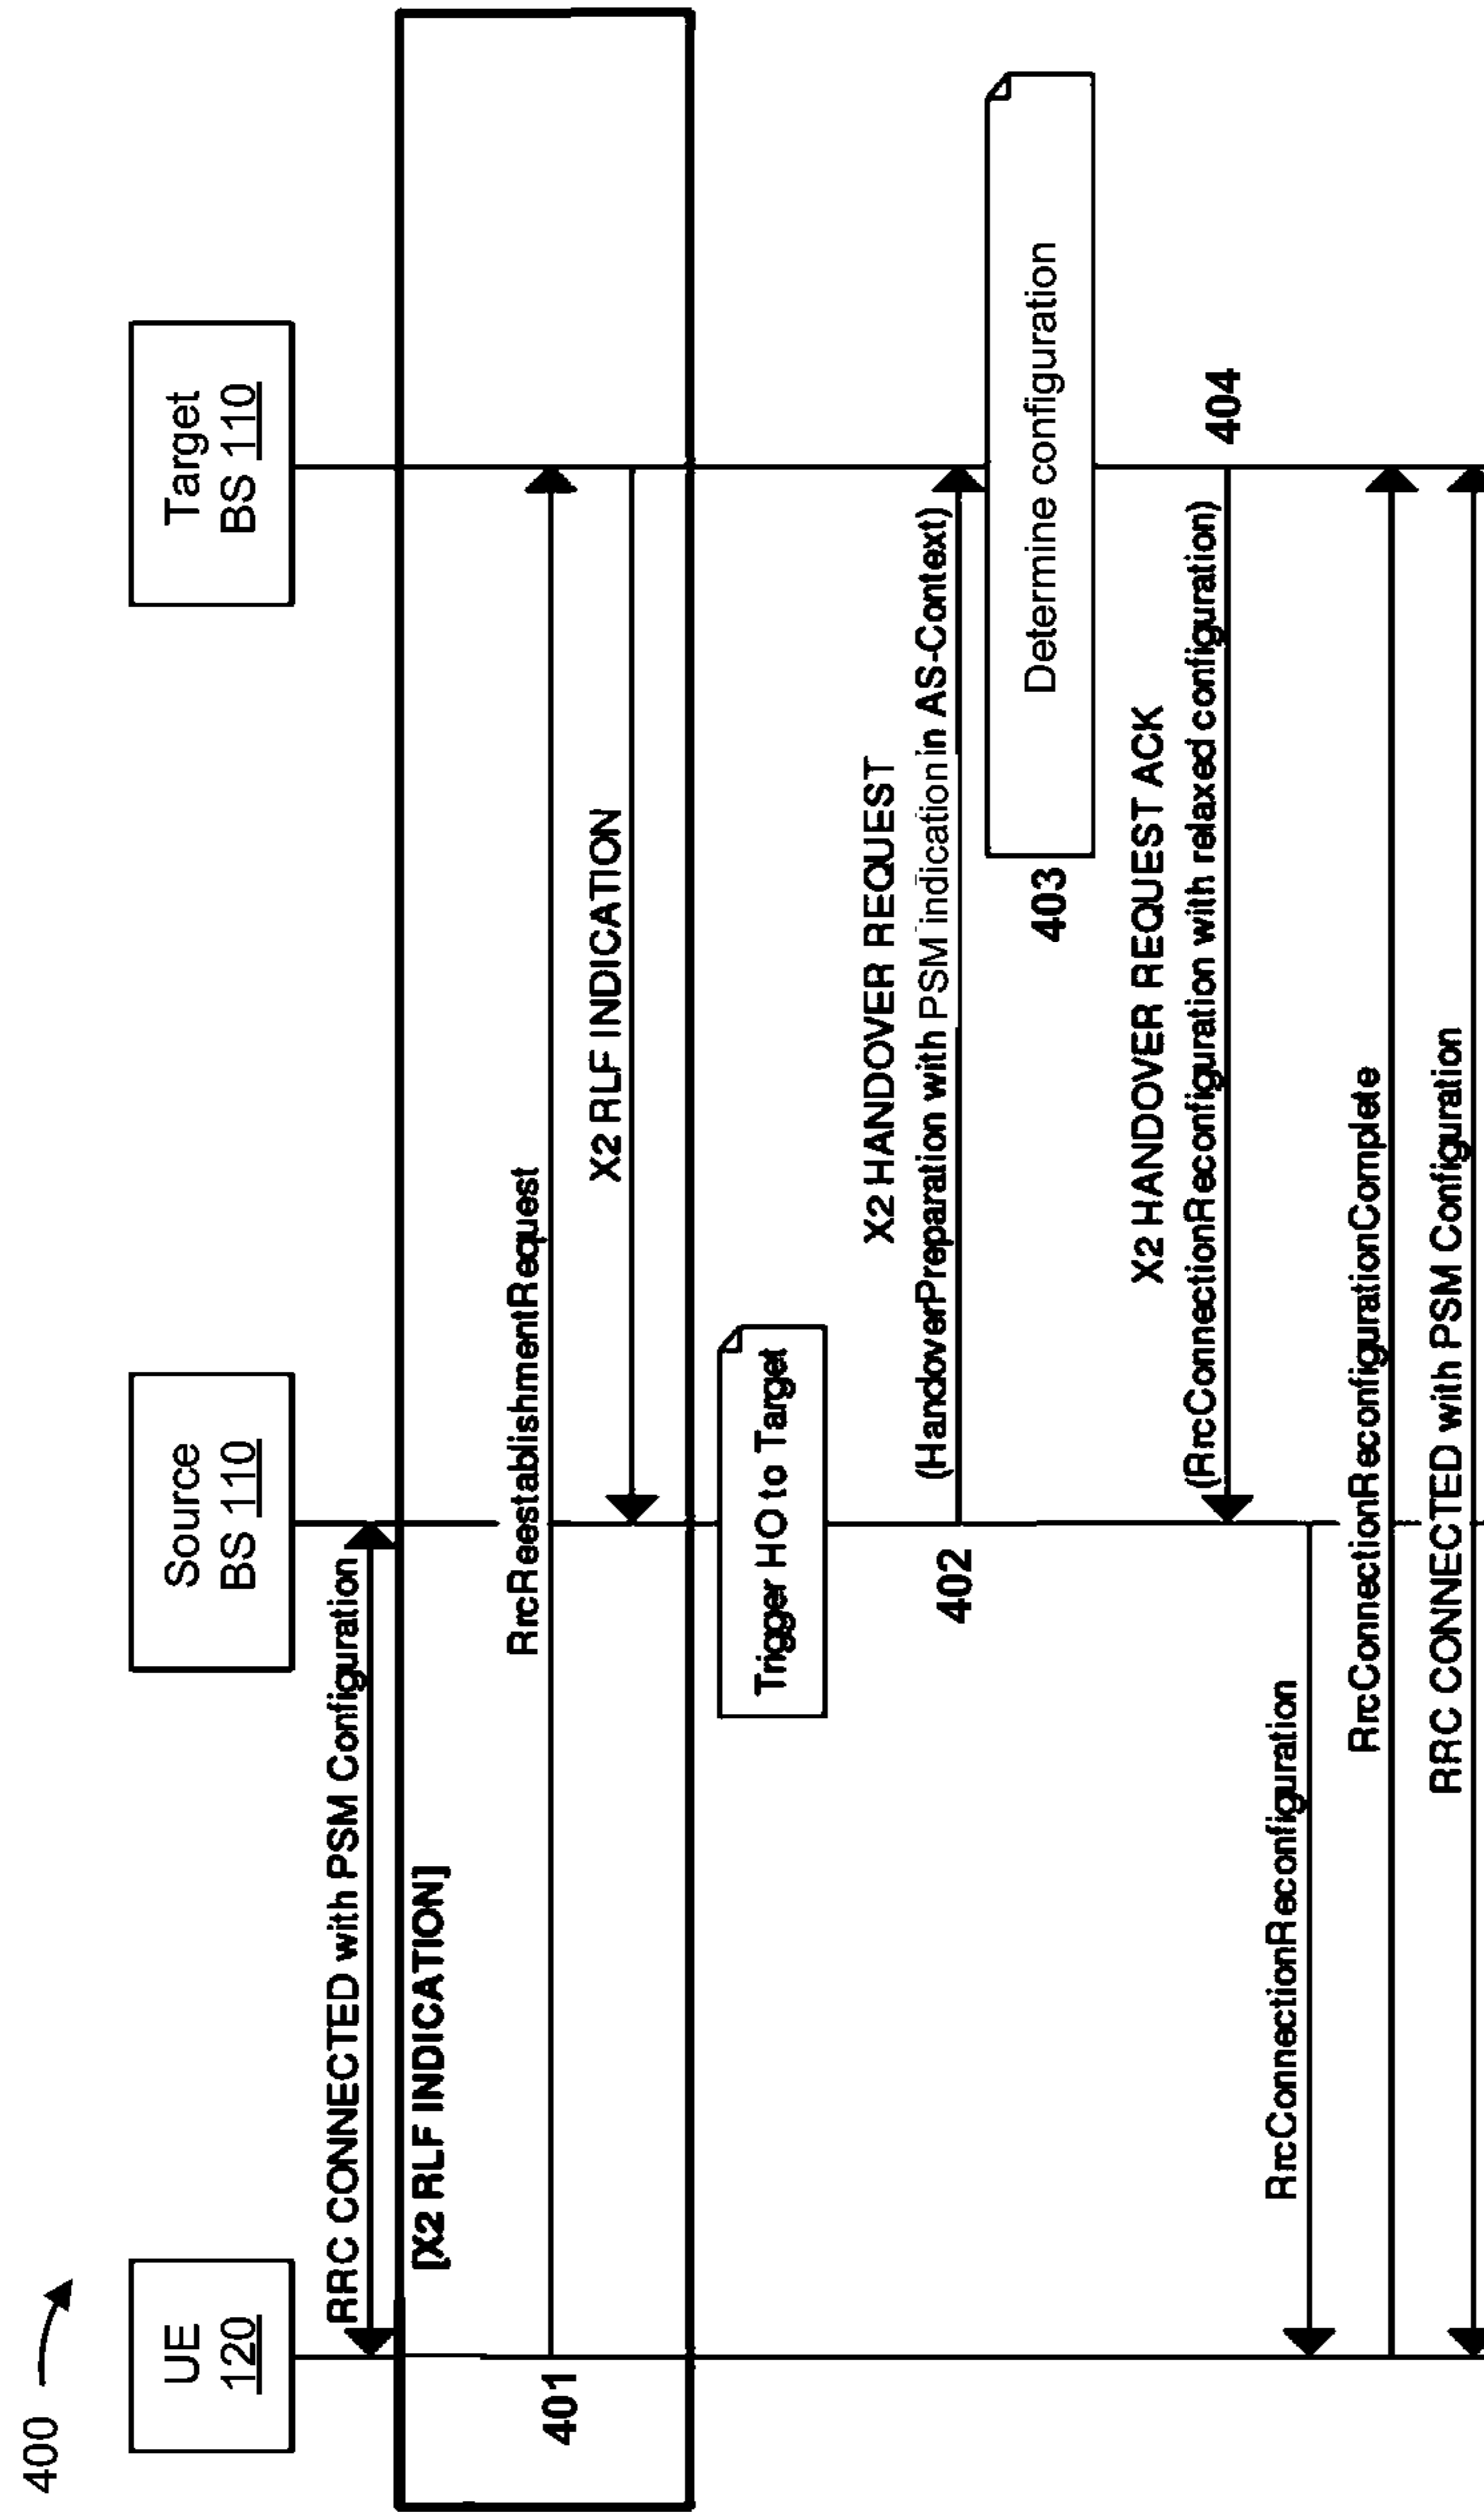 400
UE
120
Source
BS 110
Target
BS 110
RRC CONNECTED with PSM Configuration
[X2 RLF INDICATION]
401
RrcReestablishmentRequest
X2 RLF INDICATION
Trigger HO to Target
X2 HANDOVER REQUEST
(HandoverPreparation with PSM indication in AS-Context)
402
403
Determine configuration
X2 HANDOVER REQUEST ACK
(RrcConnectionReconfiguration with relaxed configuration)
404
RrcConnectionReconfiguration
RrcConnectionReconfigurationComplete
RRC CONNECTED with PSM Configuration